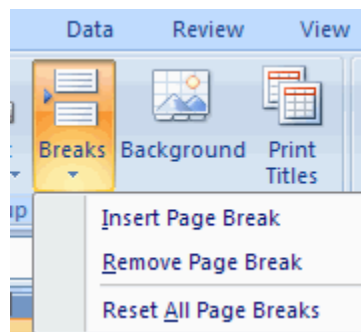 Data Review View
Breaks Background Print
Titles
Insert Page Break
Remove Page Break
Reset All Page Breaks